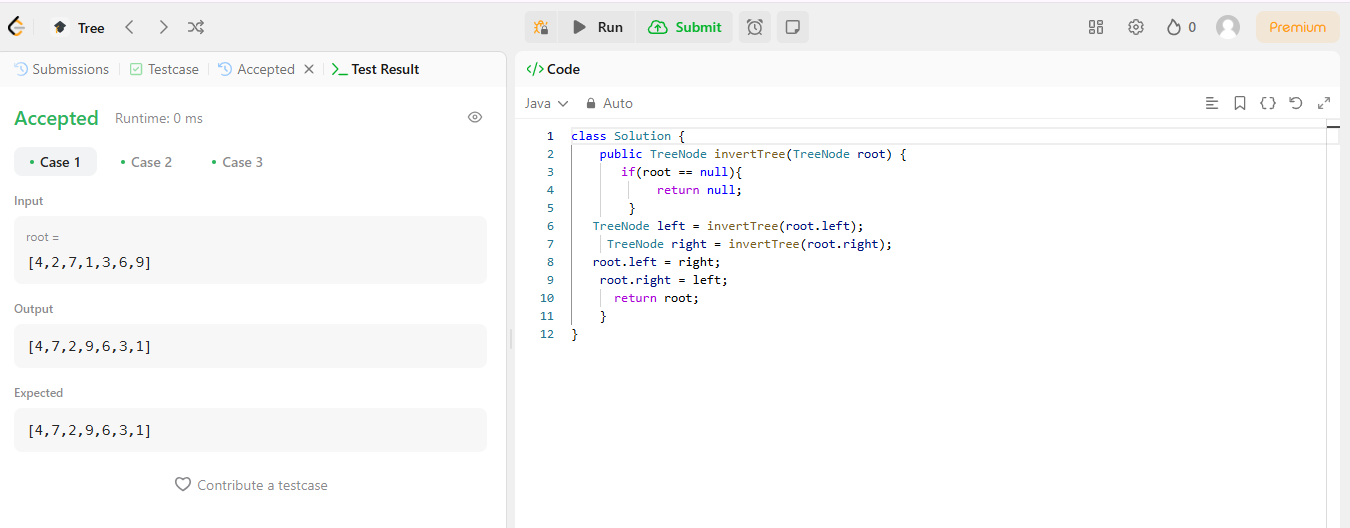 Tree Run Submit 0 Premium
Submissions Testcase Accepted Test Result
Accepted Runtime: 0 ms
Case 1 Case 2 Case 3
Input
root =
[4,2,7,1,3,6,9]
Output
[4,7,2,9,6,3,1]
Expected
[4,7,2,9,6,3,1]
Contribute a testcase
</> Code
Java Auto
1 class Solution {
2 public TreeNode invertTree(TreeNode root) {
3 if(root == null){
4 return null;
5 }
6 TreeNode left = invertTree(root.left);
7 TreeNode right = invertTree(root.right);
8 root.left = right;
9 root.right = left;
10 return root;
11 }
12 }